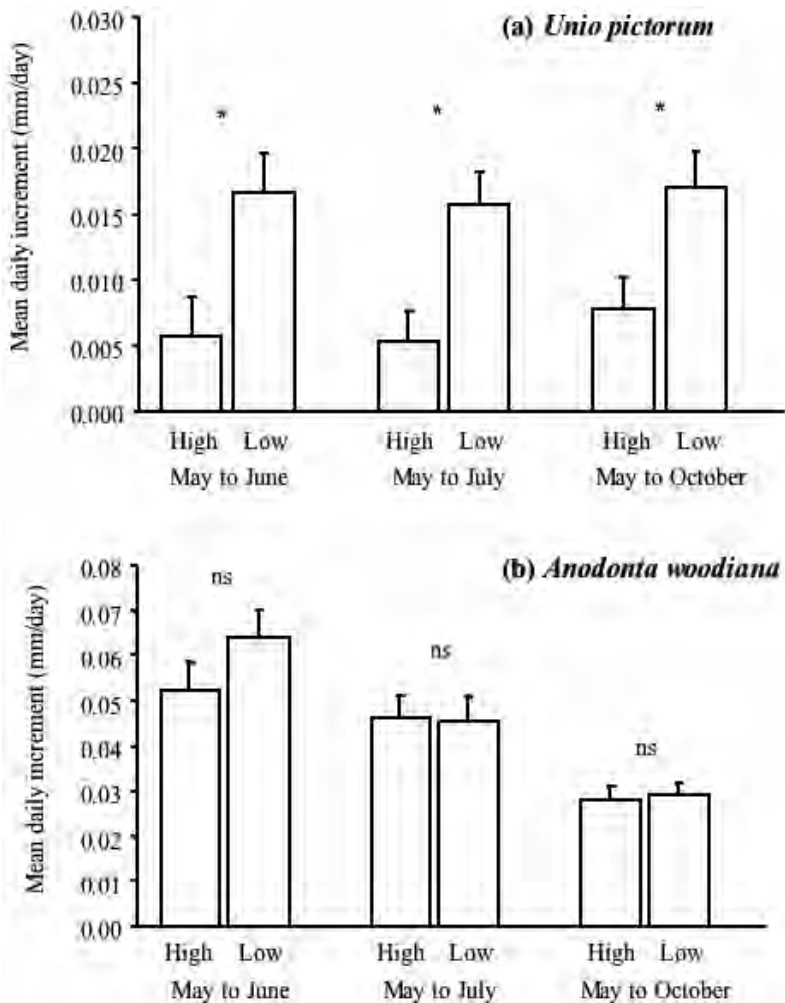 (a) Unio pictorum
Mean daily increment (mm/day)
0.030
0.025
0.020
0.015
0.010
0.005
0.000
* * *
High Low High Low High Low
May to June May to July May to October
(b) Anodonta woodiana
Mean daily increment (mm/day)
0.08
0.07
0.06
0.05
0.04
0.03
0.02
0.01
0.00
ns
ns
ns
High Low High Low High Low
May to June May to July May to October